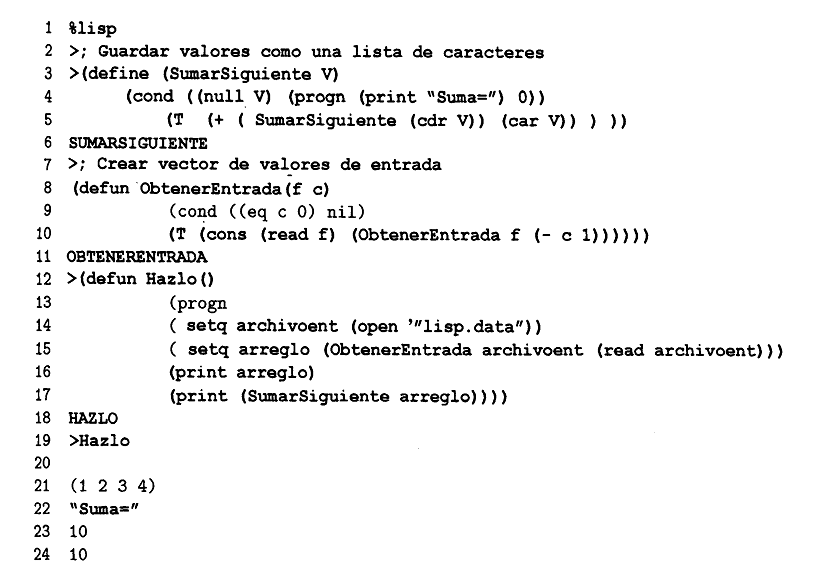 1 %lisp
2 >; Guardar valores como una lista de caracteres
3 >(define (SumarSiguiente V)
4 (cond ((null V) (progn (print "Suma=") 0))
5 (T (+ ( SumarSiguiente (cdr V)) (car V)) ) ))
6 SUMARSIGUIENTE
7 >; Crear vector de valores de entrada
8 (defun ObtenerEntrada(f c)
9 (cond ((eq c 0) nil)
10 (T (cons (read f) (ObtenerEntrada f (- c 1))))))
11 OBTENERENTRADA
12 >(defun Hazlo()
13 (progn
14 ( setq archivoent (open '"lisp.data"))
15 ( setq arreglo (ObtenerEntrada archivoent (read archivoent)))
16 (print arreglo)
17 (print (SumarSiguiente arreglo))))
18 HAZLO
19 >Hazlo
20
21 (1 2 3 4)
22 "Suma="
23 10
24 10